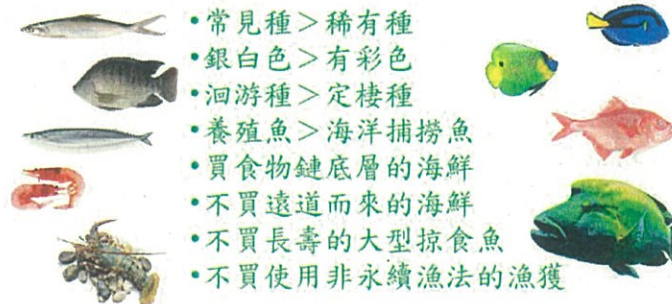 •常見種＞稀有種
•銀白色＞有彩色
•洄游種＞定棲種
•養殖魚＞海洋捕撈魚
•買食物鏈底層的海鮮
•不買遠道而來的海鮮
•不買長壽的大型掠食魚
•不買使用非永續漁法的漁獲